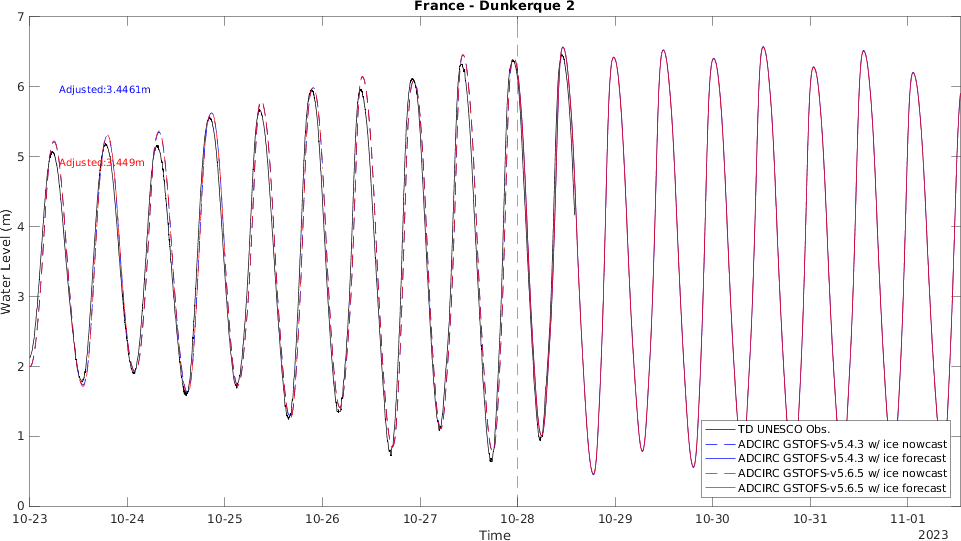 France - Dunkerque 2
7
6
5
4
3
2
1
0
Water Level (m)
Adjusted:3.4461m
Adjusted:3.449m
TD UNESCO Obs.
ADCIRC GSTOFS-v5.4.3 w/ ice nowcast
ADCIRC GSTOFS-v5.4.3 w/ ice forecast
ADCIRC GSTOFS-v5.6.5 w/ ice nowcast
ADCIRC GSTOFS-v5.6.5 w/ ice forecast
10-23 10-24 10-25 10-26 10-27 10-28 10-29 10-30 10-31 11-01
Time
2023